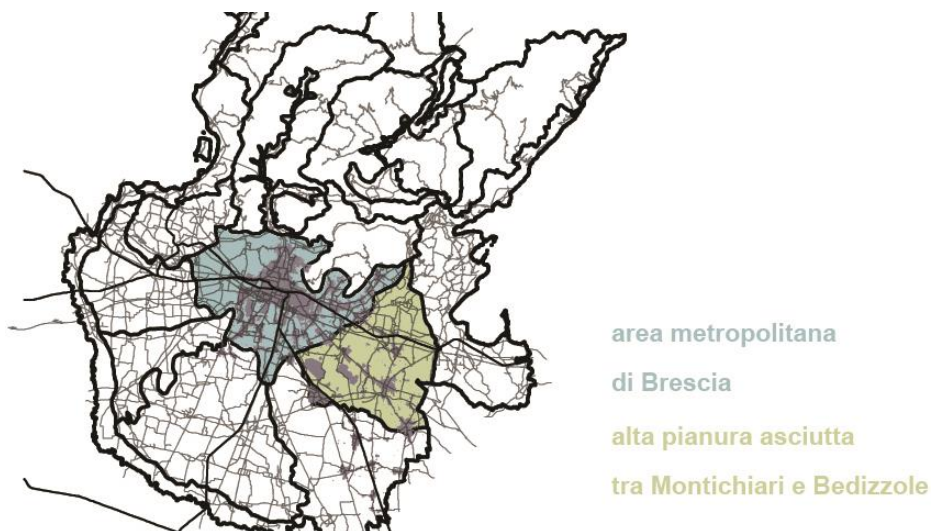 area metropolitana
di Brescia
alta pianura asciutta
tra Montichiari e Bedizzole